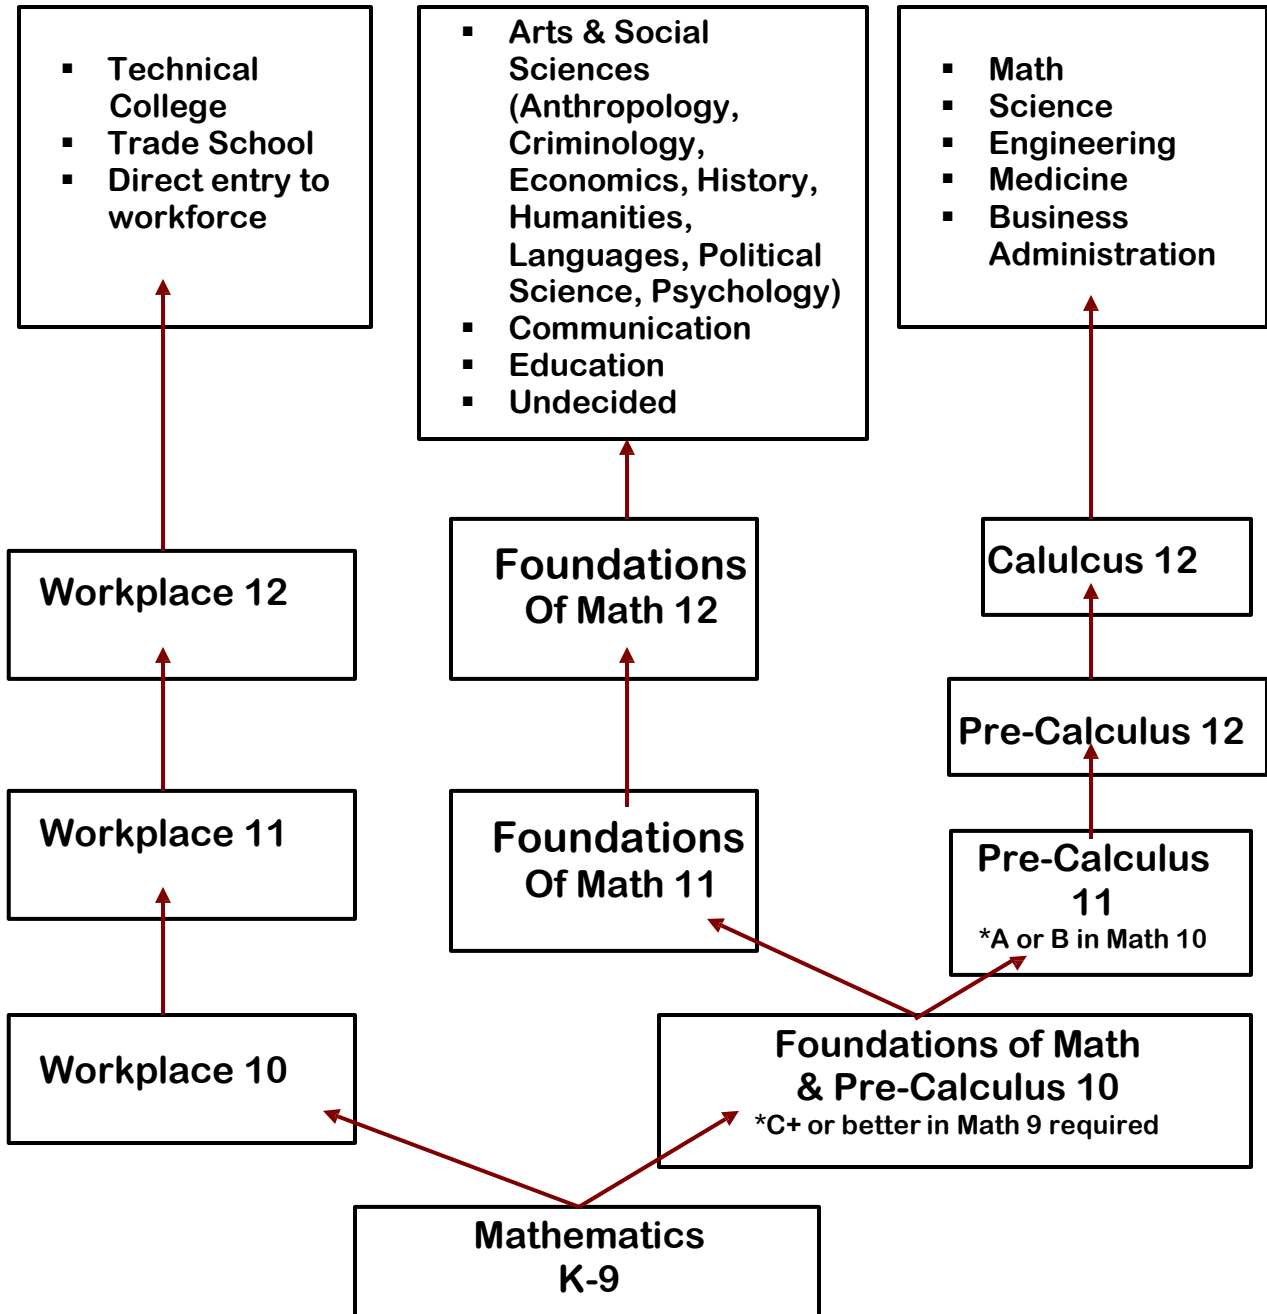 ▪ Technical
College
▪ Trade School
▪ Direct entry to
workforce
▪ Arts & Social
Sciences
(Anthropology,
Criminology,
Economics, History,
Humanities,
Languages, Political
Science, Psychology)
▪ Communication
▪ Education
▪ Undecided
▪ Math
▪ Science
▪ Engineering
▪ Medicine
▪ Business
Administration
Workplace 12
Foundations
Of Math 12
Calulcus 12
Pre-Calculus 12
Workplace 11
Foundations
Of Math 11
Pre-Calculus
11
*A or B in Math 10
Workplace 10
Foundations of Math
& Pre-Calculus 10
*C+ or better in Math 9 required
Mathematics
K-9